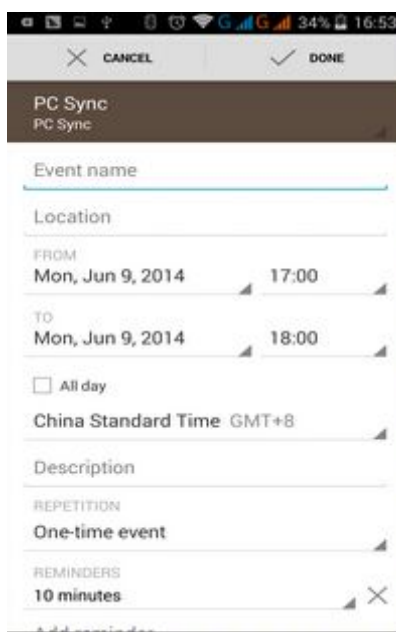 G G 34% 16:53
CANCEL DONE
PC Sync
PC Sync
Event name
Location
FROM
Mon, Jun 9, 2014 17:00
TO
Mon, Jun 9, 2014 18:00
All day
China Standard Time GMT+8
Description
REPETITION
One-time event
REMINDERS
10 minutes
Add reminder